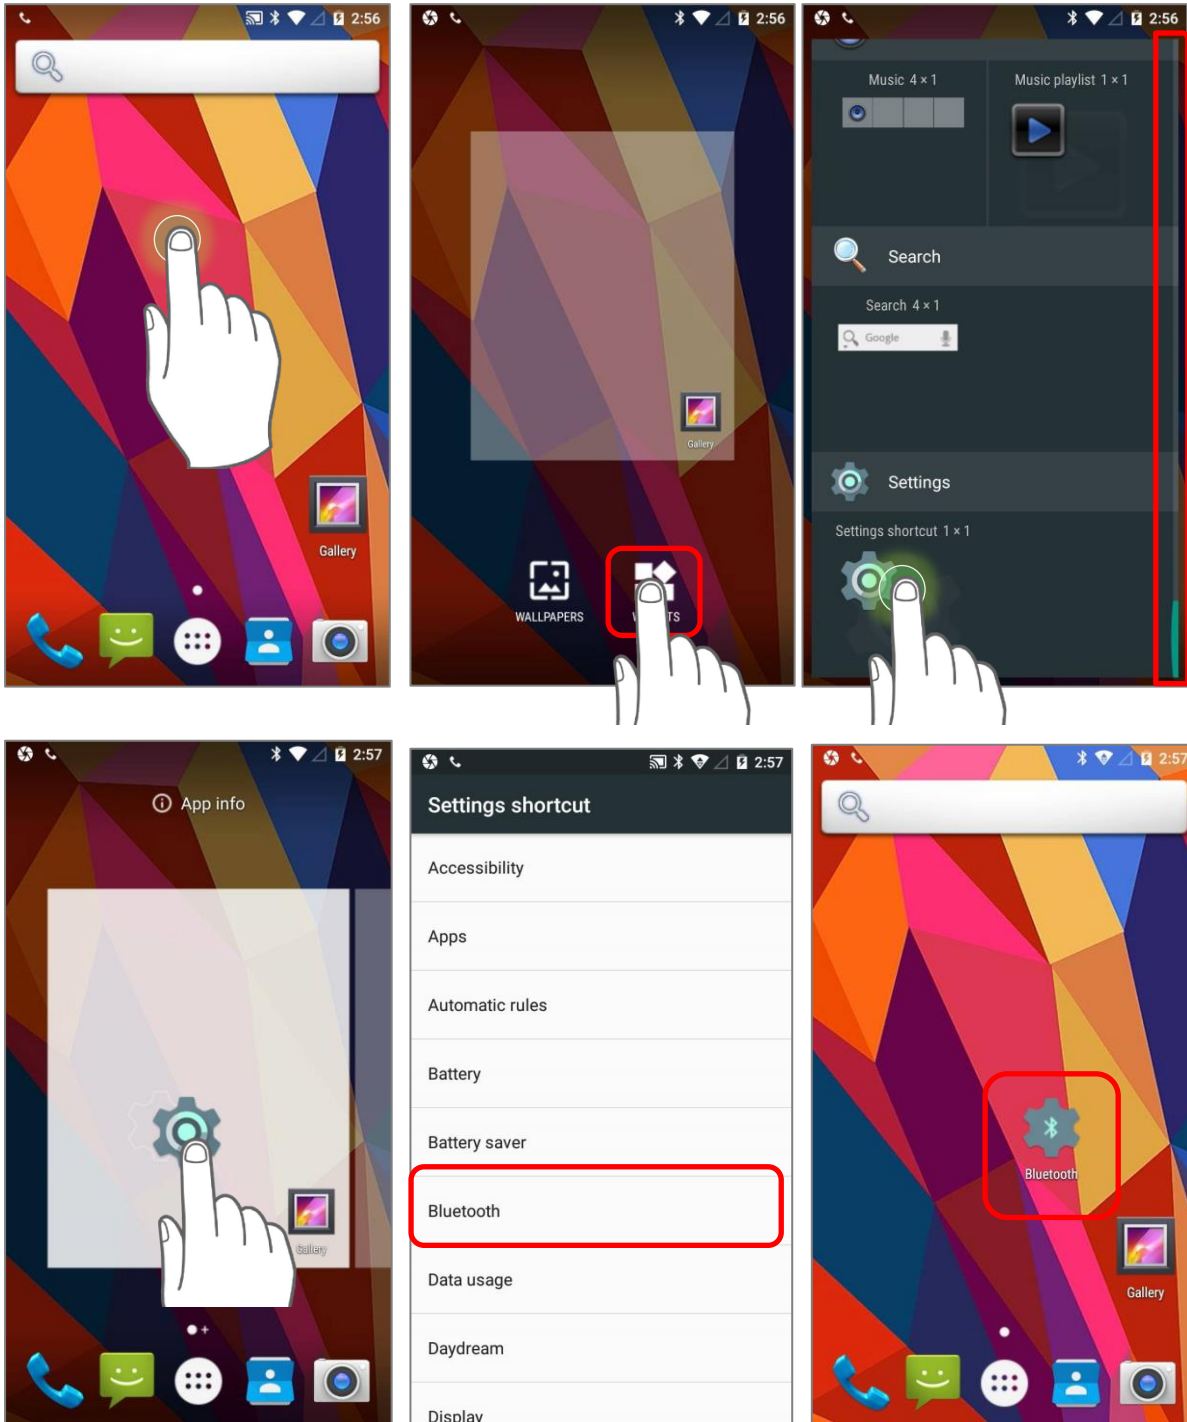 2:56
Gallery
2:56
Gallery
WALLPAPERS
2:56
Music 4 × 1
Music playlist 1 × 1
Search
Search 4 × 1
Google
Settings
Settings shortcut 1 × 1
2:57
App info
Gallery
2:57
Settings shortcut
Accessibility
Apps
Automatic rules
Battery
Battery saver
Bluetooth
Data usage
Daydream
Display
2:57
Bluetooth
Gallery